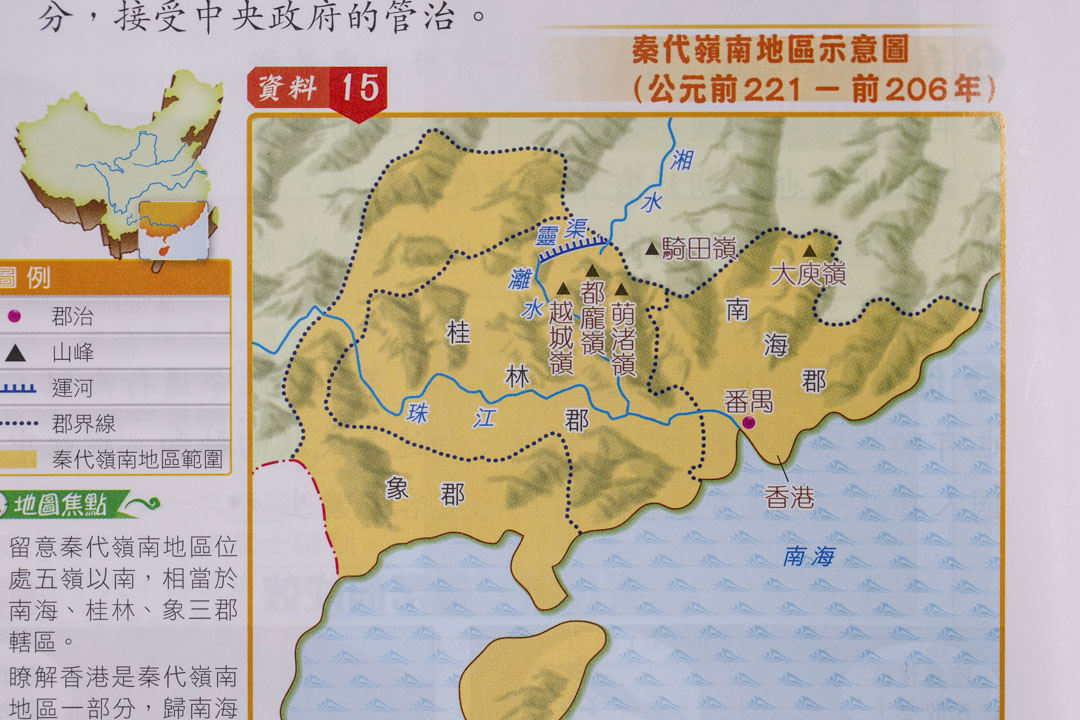 分，接受中央政府的管治。
資料 15
秦代嶺南地區示意圖
（公元前221 — 前206年）
湘水
靈渠
灕水
騎田嶺
大庾嶺
都龐嶺
越城嶺
萌渚嶺
桂林郡
南海郡
番禺
珠江
象郡
香港
南海
圖例
郡治
山峰
運河
郡界線
秦代嶺南地區範圍
地圖焦點
留意秦代嶺南地區位
處五嶺以南，相當於
南海、桂林、象三郡
轄區。
瞭解香港是秦代嶺南
地區一部分，歸南海